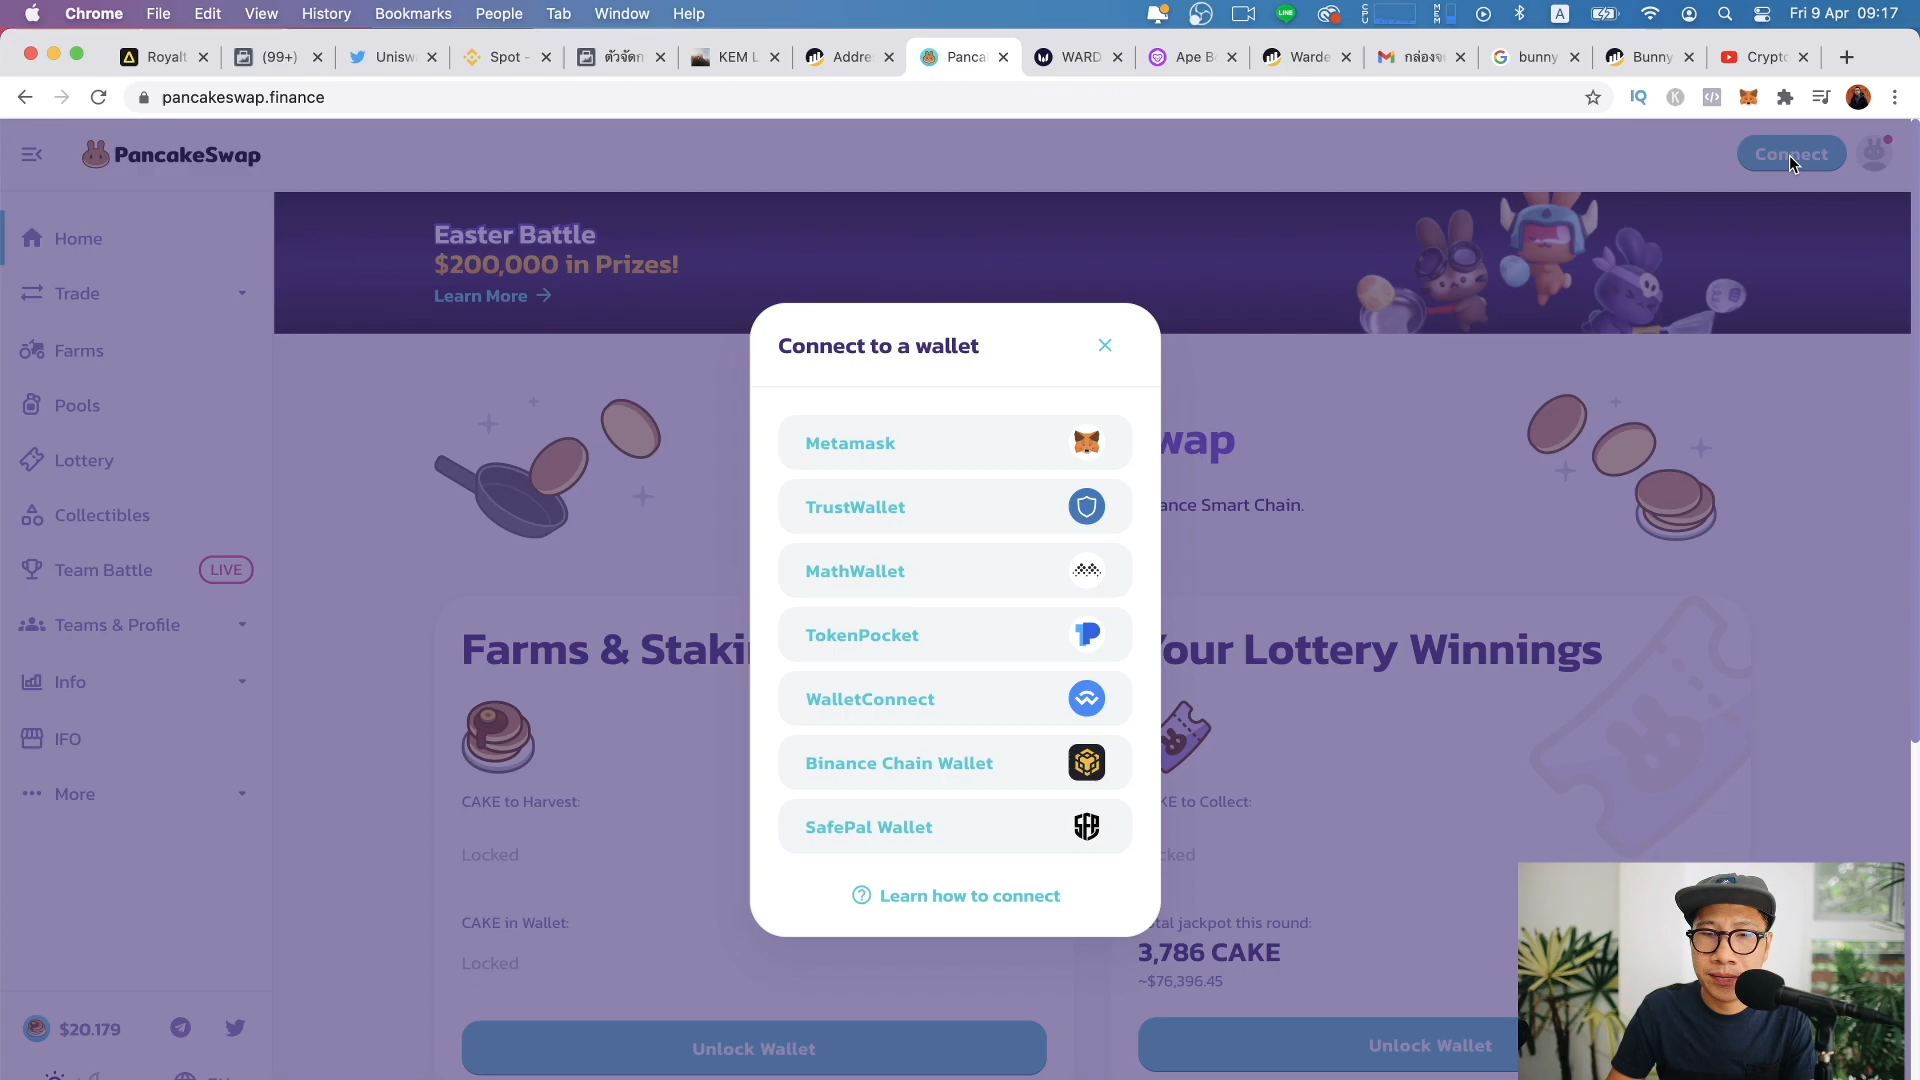 Chrome File Edit View History Bookmarks People Tab Window Help Fri 9 Apr 09:17
Royalt (99+) Unisw Spot - ตัวจัดก KEM L Addre Panca WARD Ape B Warde กล่องจ bunny Bunny Crypto
pancakeswap.finance
PancakeSwap
Connect
Home
Trade
Farms
Pools
Lottery
Collectibles
Team Battle LIVE
Teams & Profile
Info
IFO
More
$20.179
Easter Battle
$200,000 in Prizes!
Learn More
wap
ance Smart Chain.
Connect to a wallet
Metamask
TrustWallet
MathWallet
TokenPocket
WalletConnect
Binance Chain Wallet
SafePal Wallet
Learn how to connect
Farms & Staki
CAKE to Harvest:
Locked
CAKE in Wallet:
Locked
Unlock Wallet
our Lottery Winnings
KE to Collect:
cked
tal jackpot this round:
3,786 CAKE
~$76,396.45
Unlock Wallet